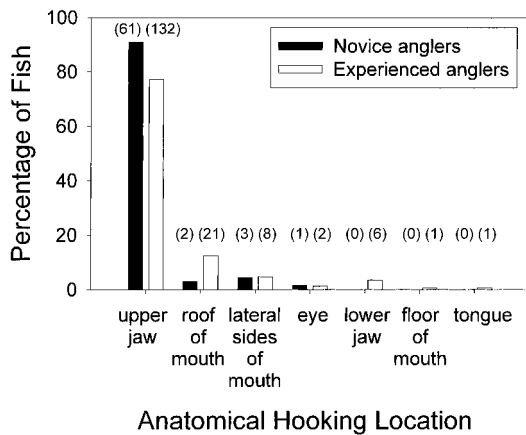 Percentage of Fish
100
80
60
40
20
0
(61) (132)
Novice anglers
Experienced anglers
(2) (21) (3) (8) (1) (2) (0) (6) (0) (1) (0) (1)
upper jaw
roof of mouth
lateral sides of mouth
eye
lower jaw
floor of mouth
tongue
Anatomical Hooking Location